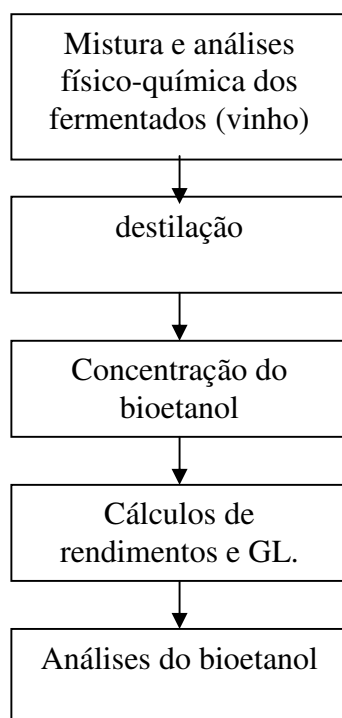 Mistura e análises
físico-química dos
fermentados (vinho)
destilação
Concentração do
bioetanol
Cálculos de
rendimentos e GL.
Análises do bioetanol